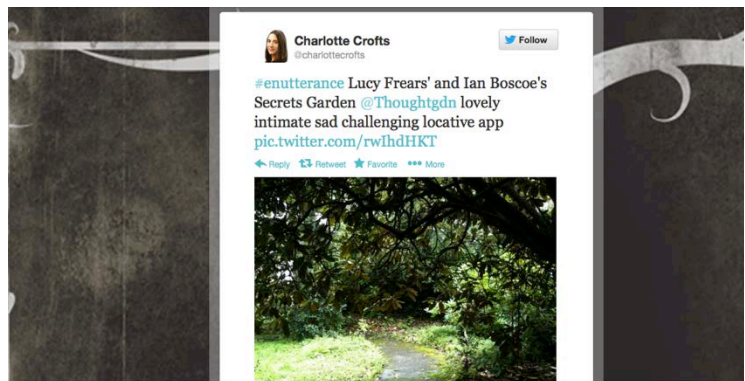 Charlotte Crofts
@charlottecrofts
Follow
#enutterance Lucy Frears' and Ian Boscoe's
Secrets Garden @Thoughtgdn lovely
intimate sad challenging locative app
pic.twitter.com/rwIhdHKT
Reply Retweet Favorite More